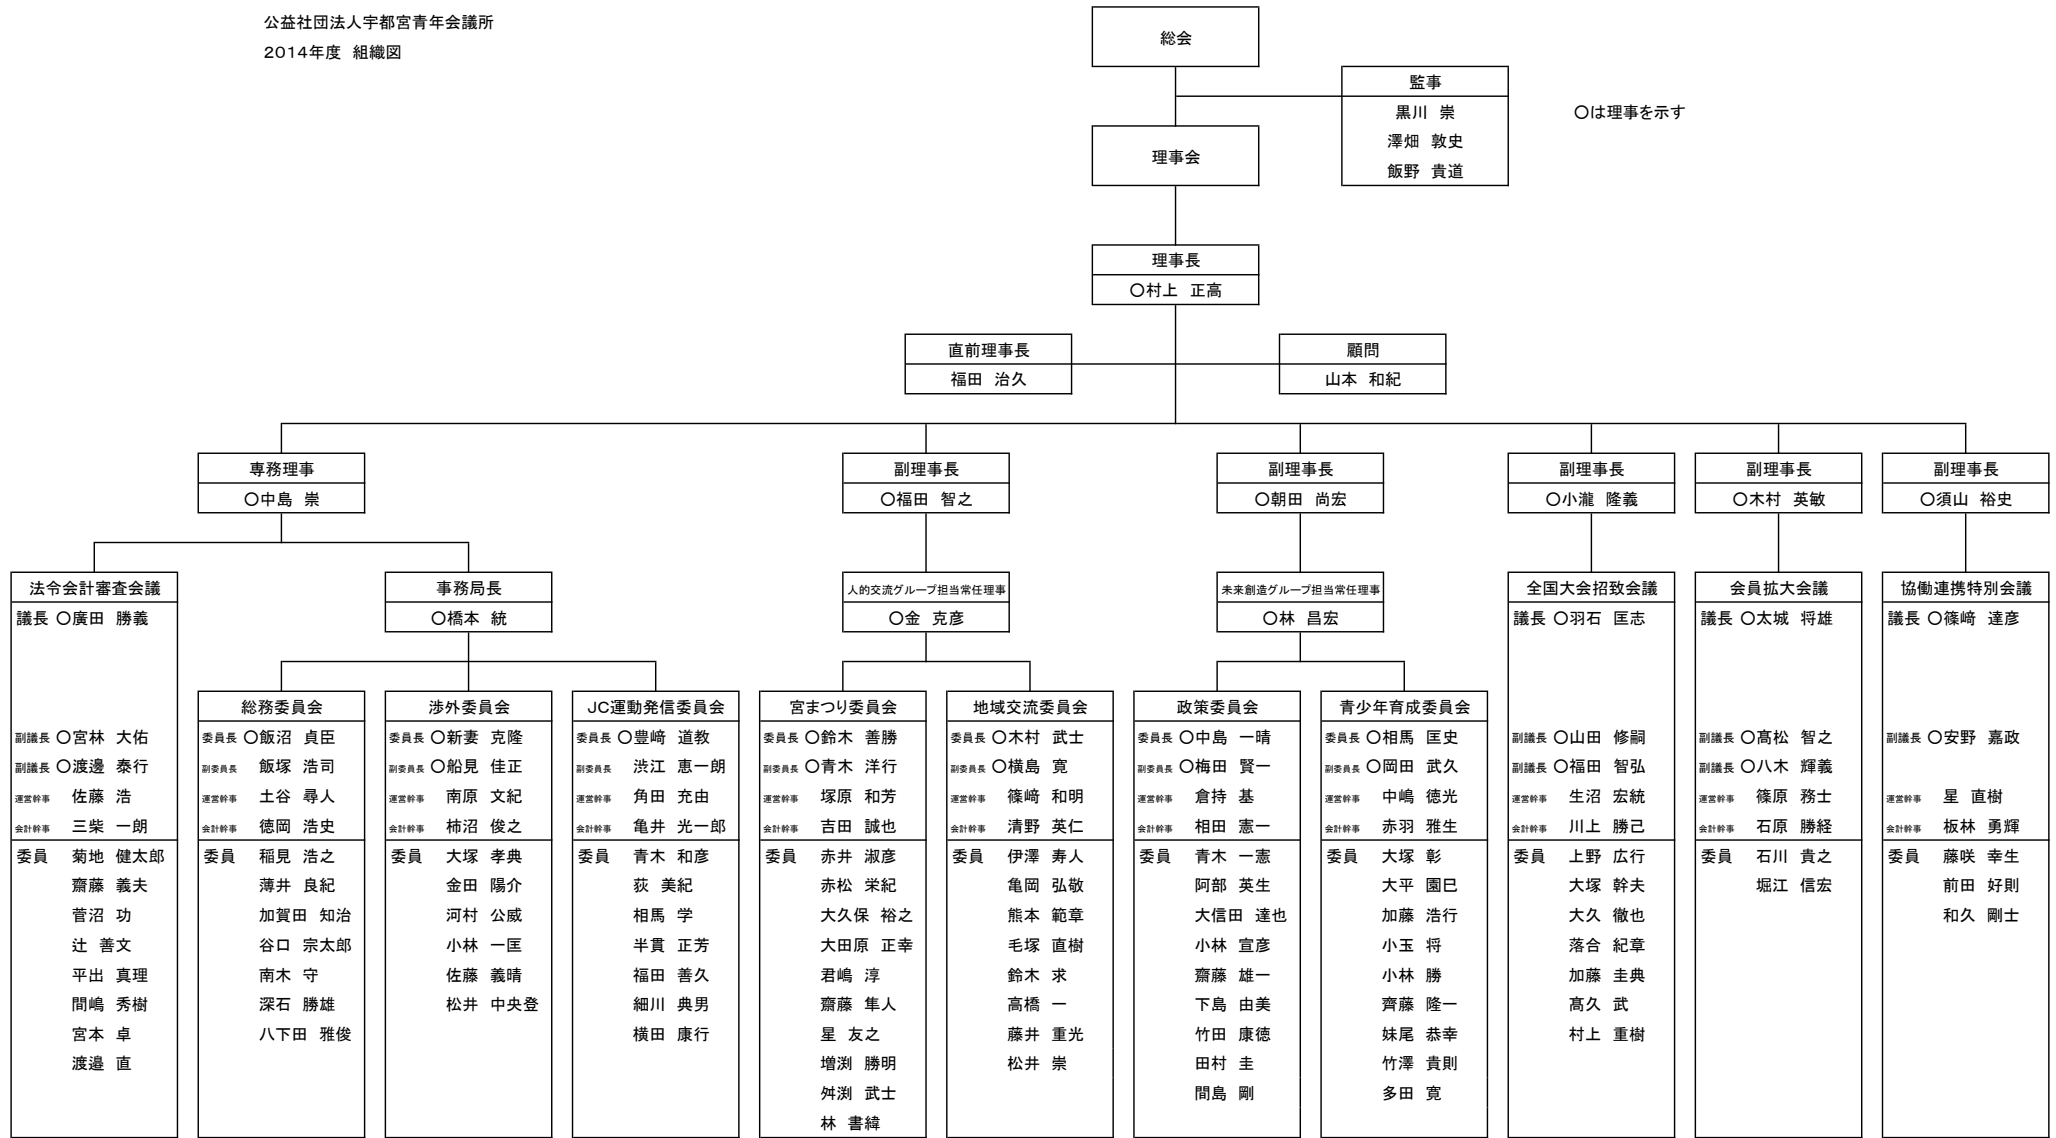 公益社団法人宇都宮青年会議所
2014年度 組織図
総会
監事
黒川 崇
澤畑 敦史
飯野 貴道
〇は理事を示す
理事会
理事長
〇村上 正高
直前理事長
福田 治久
顧問
山本 和紀
専務理事
〇中島 崇
副理事長
〇福田 智之
副理事長
〇朝田 尚宏
副理事長
〇小瀧 隆義
副理事長
〇木村 英敏
副理事長
〇須山 裕史
法令会計審査会議
議長 〇廣田 勝義
副議長 〇宮林 大佑
副議長 〇渡邊 泰行
運営幹事 佐藤 浩
会計幹事 三柴 一朗
委員 菊地 健太郎
齋藤 義夫
菅沼 功
辻 善文
平出 真理
間嶋 秀樹
宮本 卓
渡邉 直
事務局長
〇橋本 統
総務委員会
委員長 〇飯沼 貞臣
副委員長 飯塚 浩司
運営幹事 土谷 尋人
会計幹事 徳岡 浩史
委員 稲見 浩之
薄井 良紀
加賀田 知治
谷口 宗太郎
南木 守
深石 勝雄
八下田 雅俊
渉外委員会
委員長 〇新妻 克隆
副委員長 〇船見 佳正
運営幹事 南原 文紀
会計幹事 柿沼 俊之
委員 大塚 孝典
金田 陽介
河村 公威
小林 一匡
佐藤 義晴
松井 中央登
JC運動発信委員会
委員長 〇豊﨑 道教
副委員長 渋江 恵一朗
運営幹事 角田 充由
会計幹事 亀井 光一郎
委員 青木 和彦
荻 美紀
相馬 学
半貫 正芳
福田 善久
細川 典男
横田 康行
人的交流グループ担当常任理事
〇金 克彦
宮まつり委員会
委員長 〇鈴木 善勝
副委員長 〇青木 洋行
運営幹事 塚原 和芳
会計幹事 吉田 誠也
委員 赤井 淑彦
赤松 栄紀
大久保 裕之
大田原 正幸
君嶋 淳
齋藤 隼人
星 友之
増渕 勝明
舛渕 武士
林 書緯
地域交流委員会
委員長 〇木村 武士
副委員長 〇横島 寛
運営幹事 篠﨑 和明
会計幹事 清野 英仁
委員 伊澤 寿人
亀岡 弘敬
熊本 範章
毛塚 直樹
鈴木 求
高橋 一
藤井 重光
松井 崇
未来創造グループ担当常任理事
〇林 昌宏
政策委員会
委員長 〇中島 一晴
副委員長 〇梅田 賢一
運営幹事 倉持 基
会計幹事 相田 憲一
委員 青木 一憲
阿部 英生
大信田 達也
小林 宣彦
齋藤 雄一
下島 由美
竹田 康徳
田村 圭
間島 剛
青少年育成委員会
委員長 〇相馬 匡史
副委員長 〇岡田 武久
運営幹事 中嶋 徳光
会計幹事 赤羽 雅生
委員 大塚 彰
大平 園巳
加藤 浩行
小玉 将
小林 勝
齊藤 隆一
妹尾 恭幸
竹澤 貴則
多田 寛
全国大会招致会議
議長 〇羽石 匡志
副議長 〇山田 修嗣
副議長 〇福田 智弘
運営幹事 生沼 宏統
会計幹事 川上 勝己
委員 上野 広行
大塚 幹夫
大久 徹也
落合 紀章
加藤 圭典
髙久 武
村上 重樹
会員拡大会議
議長 〇太城 将雄
副議長 〇髙松 智之
副議長 〇八木 輝義
運営幹事 篠原 務士
会計幹事 石原 勝経
委員 石川 貴之
堀江 信宏
協働連携特別会議
議長 〇篠﨑 達彦
副議長 〇安野 嘉政
運営幹事 星 直樹
会計幹事 板林 勇輝
委員 藤咲 幸生
前田 好則
和久 剛士